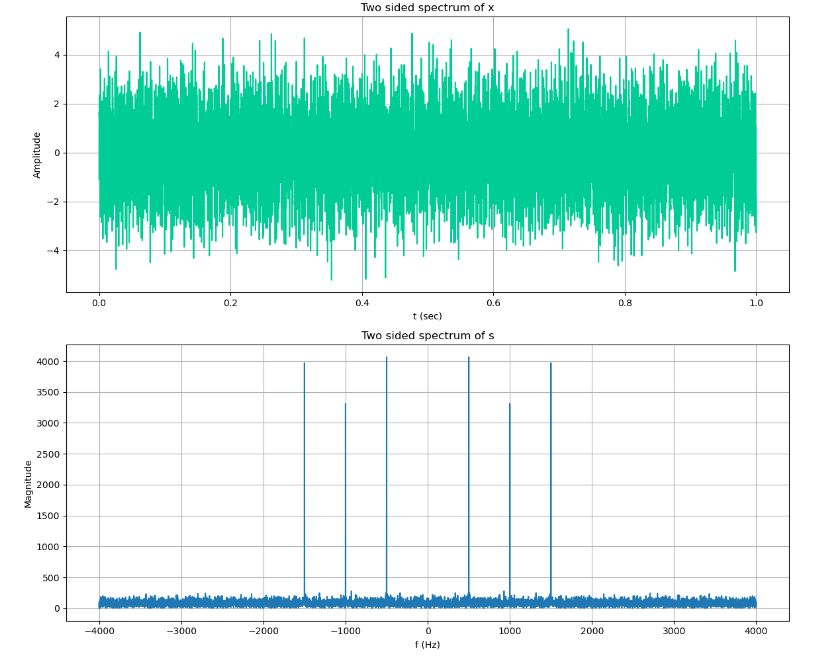 Two sided spectrum of x
4
2
0
−2
−4
Amplitude
0.0 0.2 0.4 0.6 0.8 1.0
t (sec)
Two sided spectrum of s
4000
3500
3000
2500
2000
1500
1000
500
0
Magnitude
−4000 −3000 −2000 −1000 0 1000 2000 3000 4000
f (Hz)